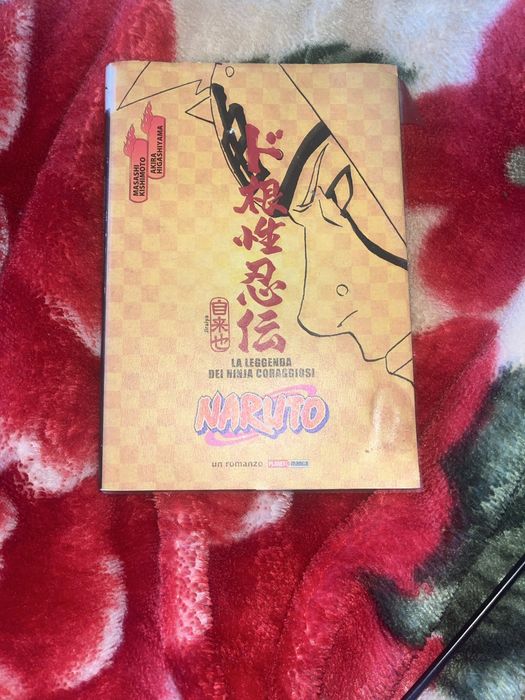 MASASHI
KISHIMOTO
AKIRA
HIGASHIYAMA
ド根性忍伝
自来也
Jiraiya
LA LEGGENDA
DEI NINJA CORAGGIOSI
NARUTO
un romanzo PLANET manga